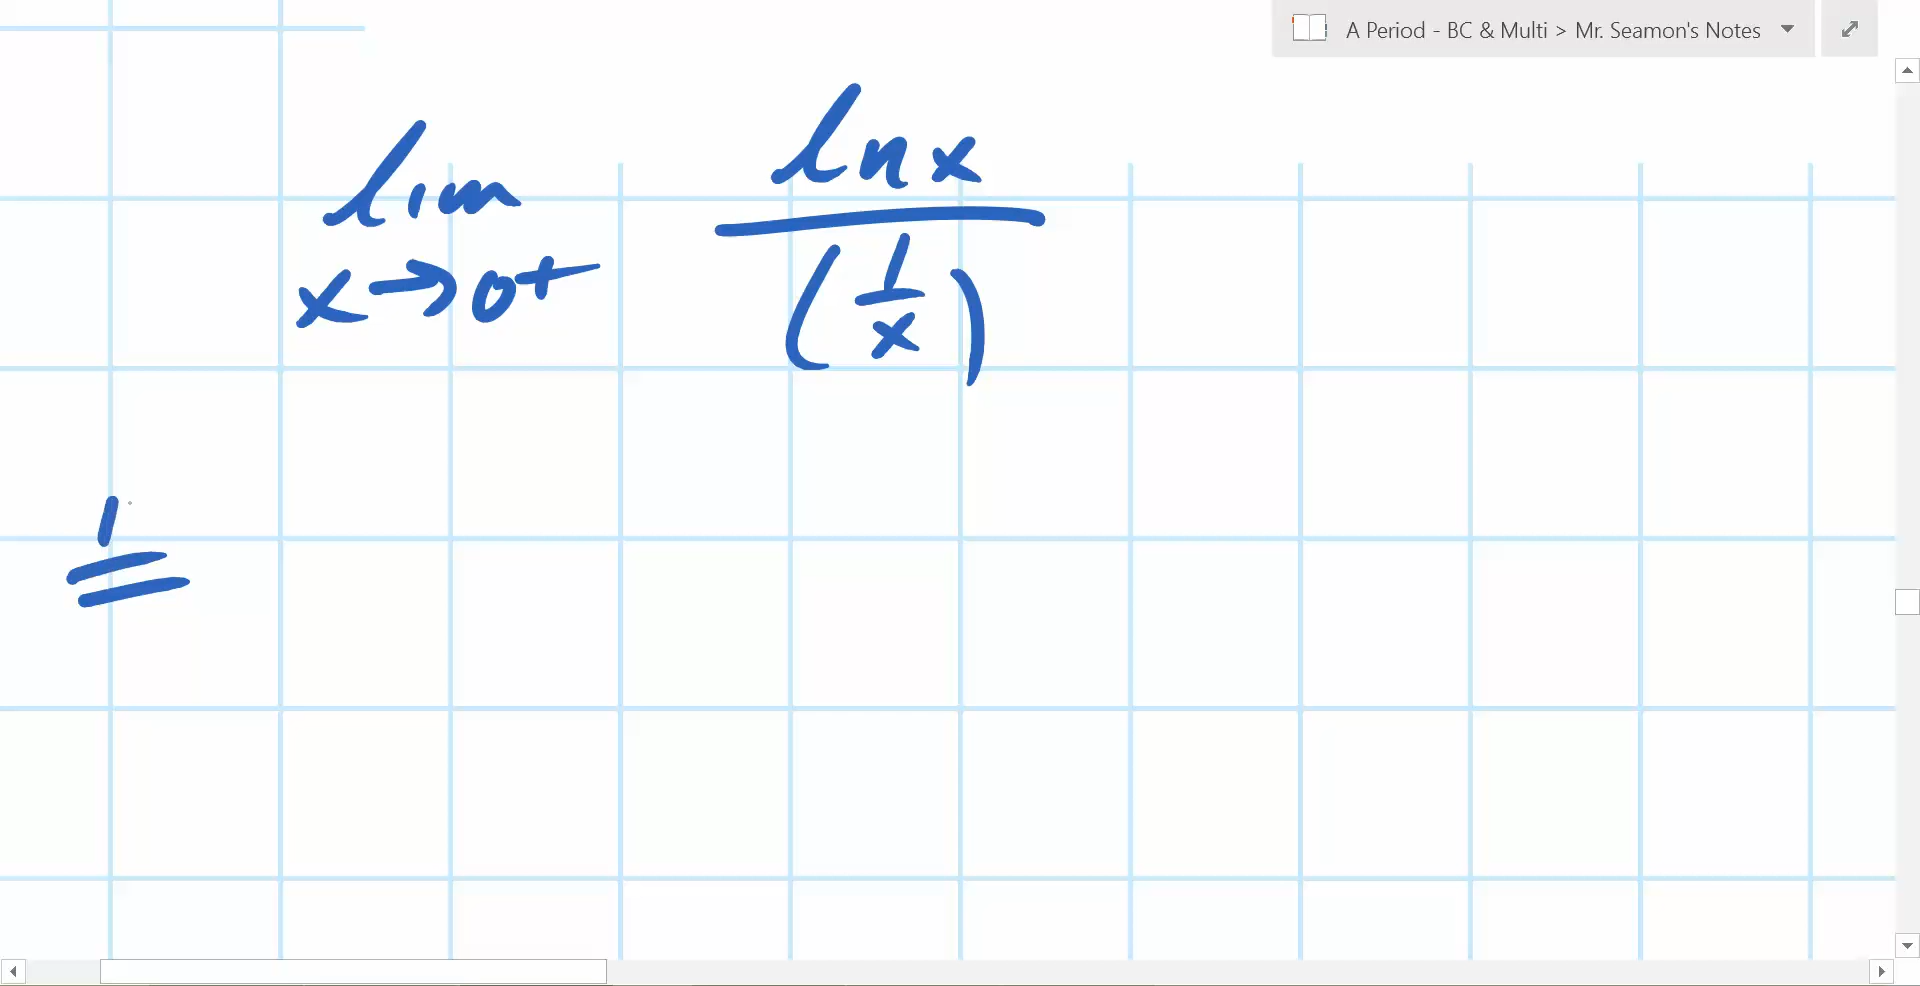 A Period - BC & Multi > Mr. Seamon's Notes
lim x→0+ ln x / (1/x)